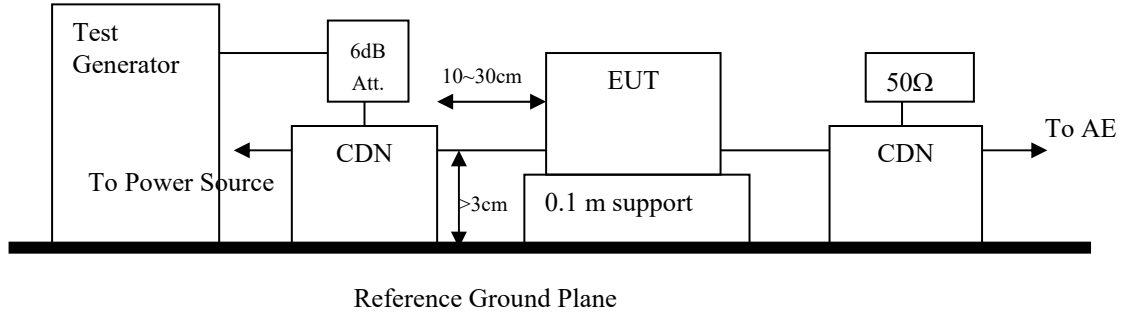 Test
Generator
6dB
Att.
10~30cm
EUT
50Ω
To AE
CDN
CDN
To Power Source
>3cm
0.1 m support
Reference Ground Plane